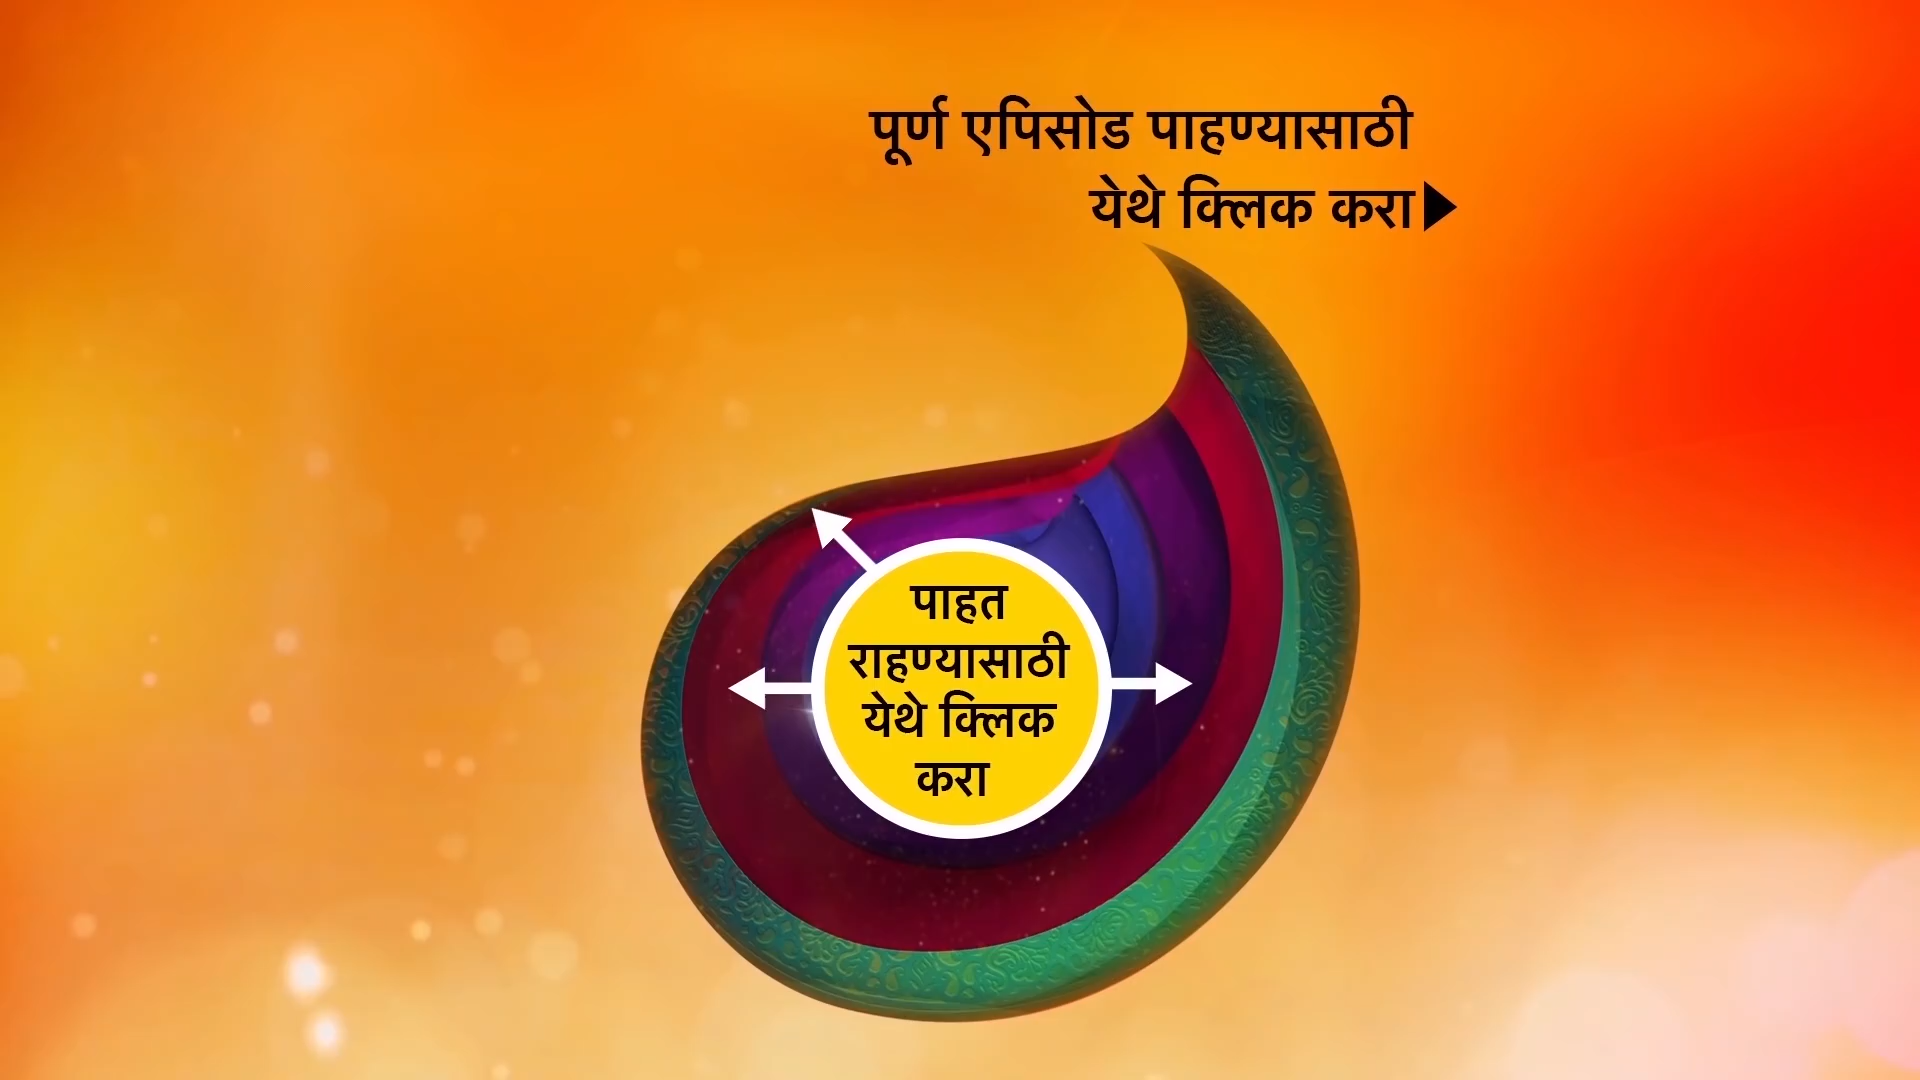 पूर्ण एपिसोड पाहण्यासाठी
येथे क्लिक करा
पाहत
राहण्यासाठी
येथे क्लिक
करा